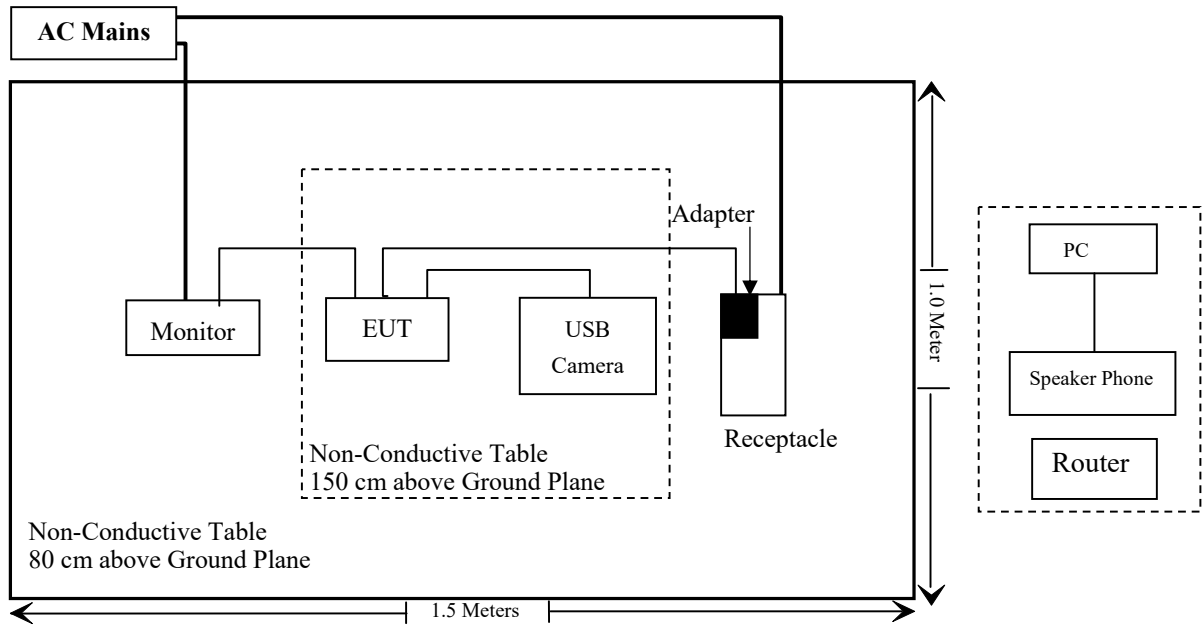 AC Mains
Adapter
PC
Monitor
EUT
USB
Camera
1.0 Meter
Speaker Phone
Receptacle
Router
Non-Conductive Table
150 cm above Ground Plane
Non-Conductive Table
80 cm above Ground Plane
1.5 Meters